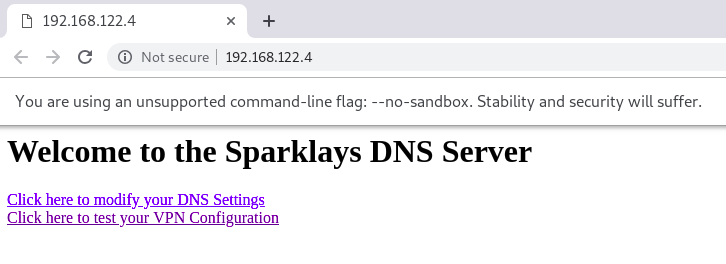 192.168.122.4
Not secure 192.168.122.4
You are using an unsupported command-line flag: --no-sandbox. Stability and security will suffer.
Welcome to the Sparklays DNS Server
Click here to modify your DNS Settings
Click here to test your VPN Configuration